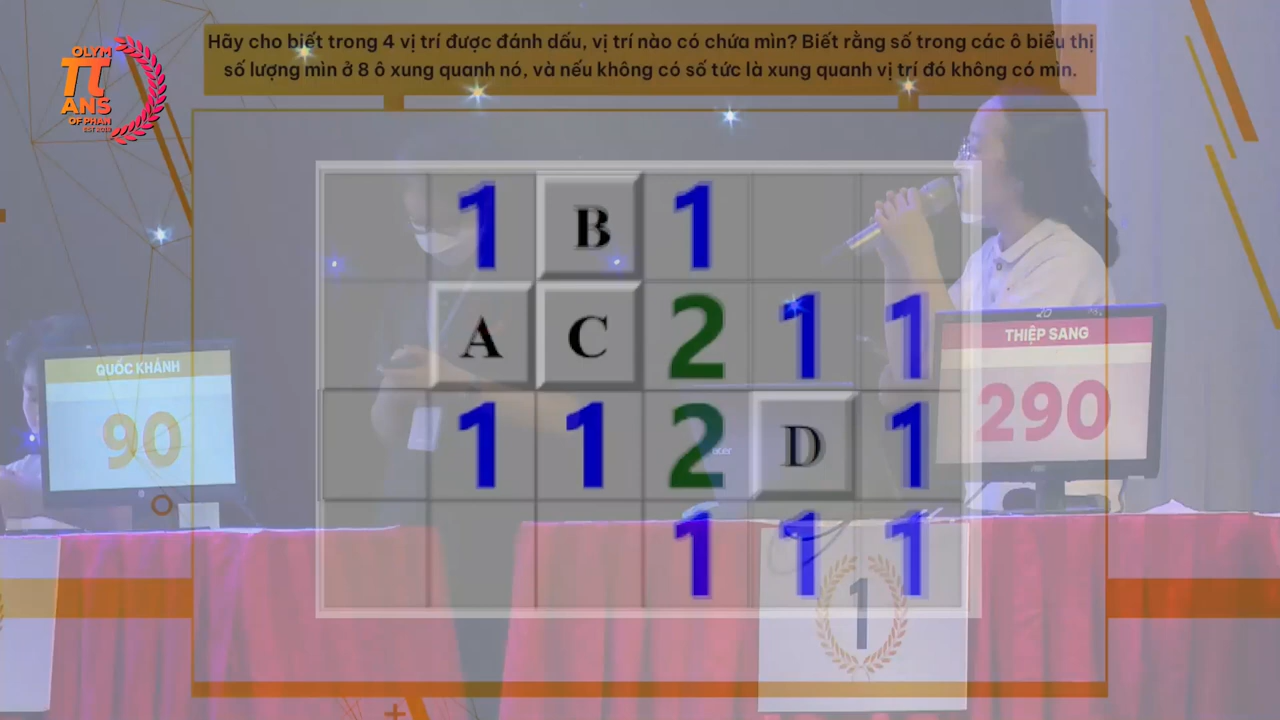 OLYM
π
ANS
OF PHAN
EST 2013
Hãy cho biết trong 4 vị trí được đánh dấu, vị trí nào có chứa mìn? Biết rằng số trong các ô biểu thị
số lượng mìn ở 8 ô xung quanh nó, và nếu không có số tức là xung quanh vị trí đó không có mìn.
1 B 1
A C 2 1 1
1 1 2 D 1
1 1 1
QUỐC KHÁNH
90
THIỆP SANG
290
1